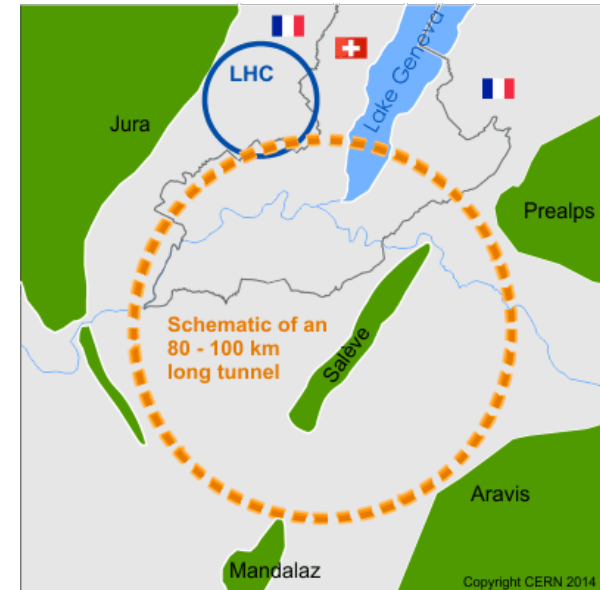 LHC
Lake Geneva
Jura
Prealps
Schematic of an
80 - 100 km
long tunnel
Salève
Aravis
Mandalaz
Copyright CERN 2014